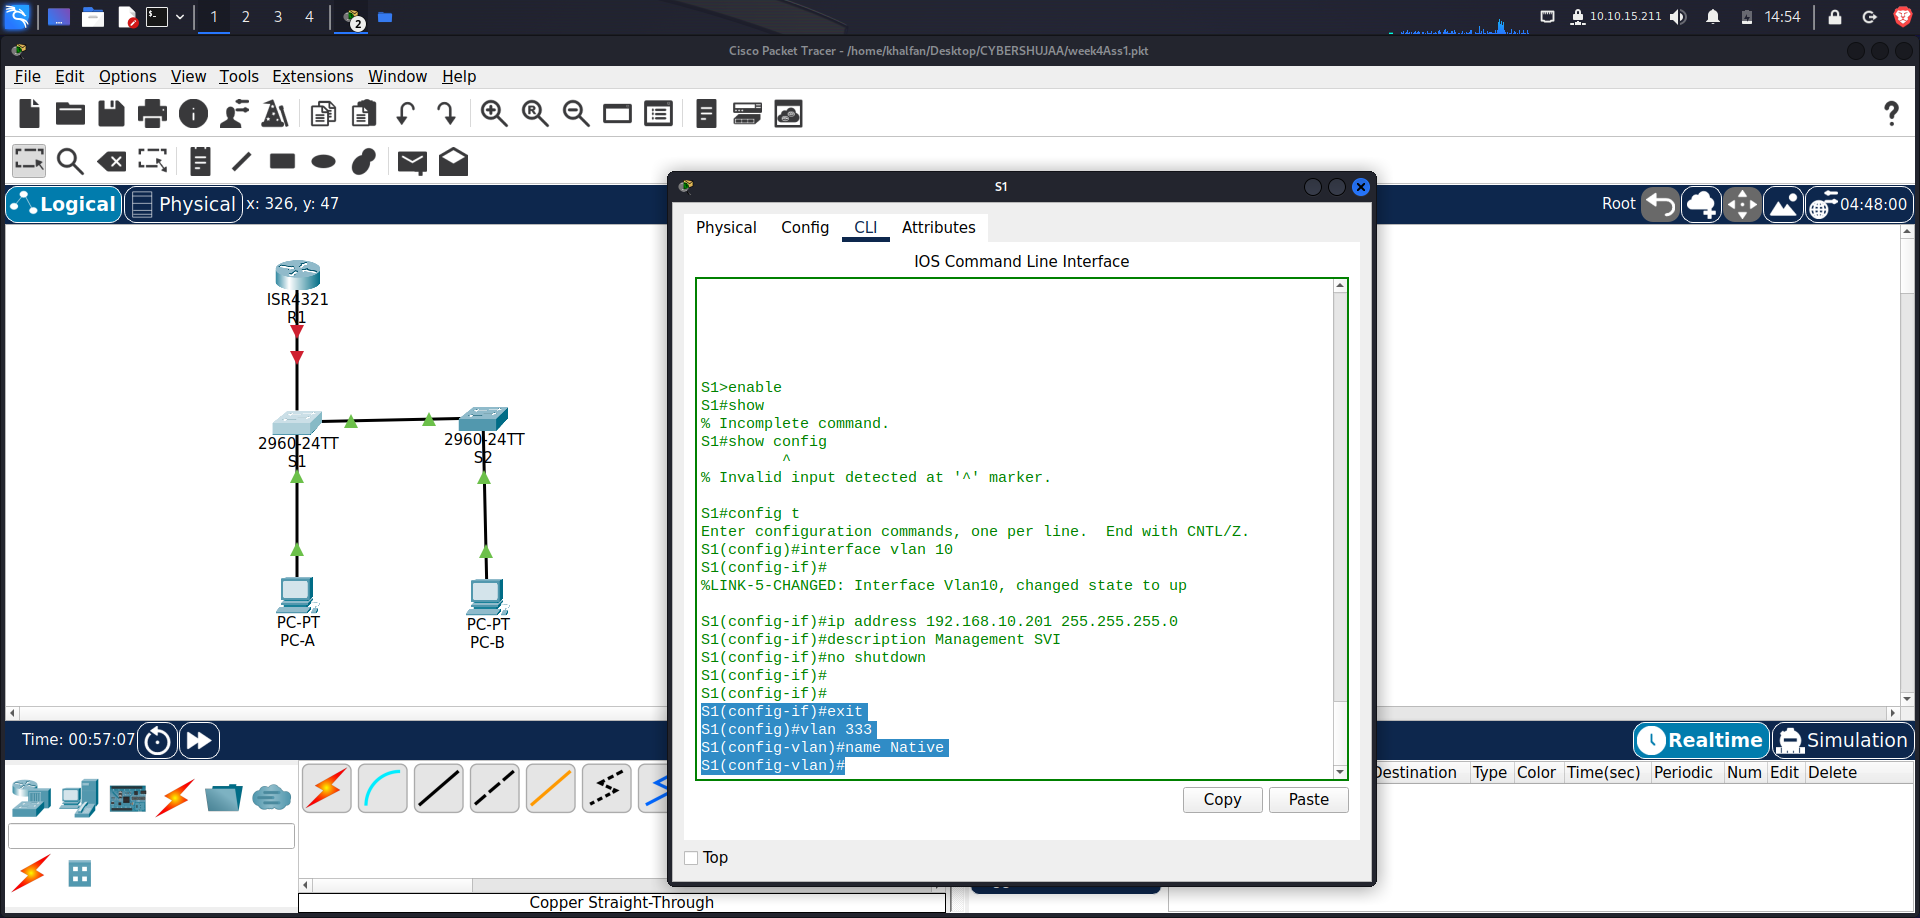 1
2
3
4
2
10.10.15.211
14:54
Cisco Packet Tracer - /home/khalfan/Desktop/CYBERSHUJAA/week4Ass1.pkt
File Edit Options View Tools Extensions Window Help
Logical
Physical
x: 326, y: 47
Root
04:48:00
ISR4321
R1
2960-24TT
S1
2960-24TT
S2
PC-PT
PC-A
PC-PT
PC-B
S1
Physical Config CLI Attributes
IOS Command Line Interface
S1>enable
S1#show
% Incomplete command.
S1#show config
^
% Invalid input detected at '^' marker.
S1#config t
Enter configuration commands, one per line. End with CNTL/Z.
S1(config)#interface vlan 10
S1(config-if)#
%LINK-5-CHANGED: Interface Vlan10, changed state to up
S1(config-if)#ip address 192.168.10.201 255.255.255.0
S1(config-if)#description Management SVI
S1(config-if)#no shutdown
S1(config-if)#
S1(config-if)#
S1(config-if)#exit
S1(config)#vlan 333
S1(config-vlan)#name Native
S1(config-vlan)#
Copy
Paste
Top
Time: 00:57:07
Realtime
Simulation
Destination Type Color Time(sec) Periodic Num Edit Delete
Copper Straight-Through